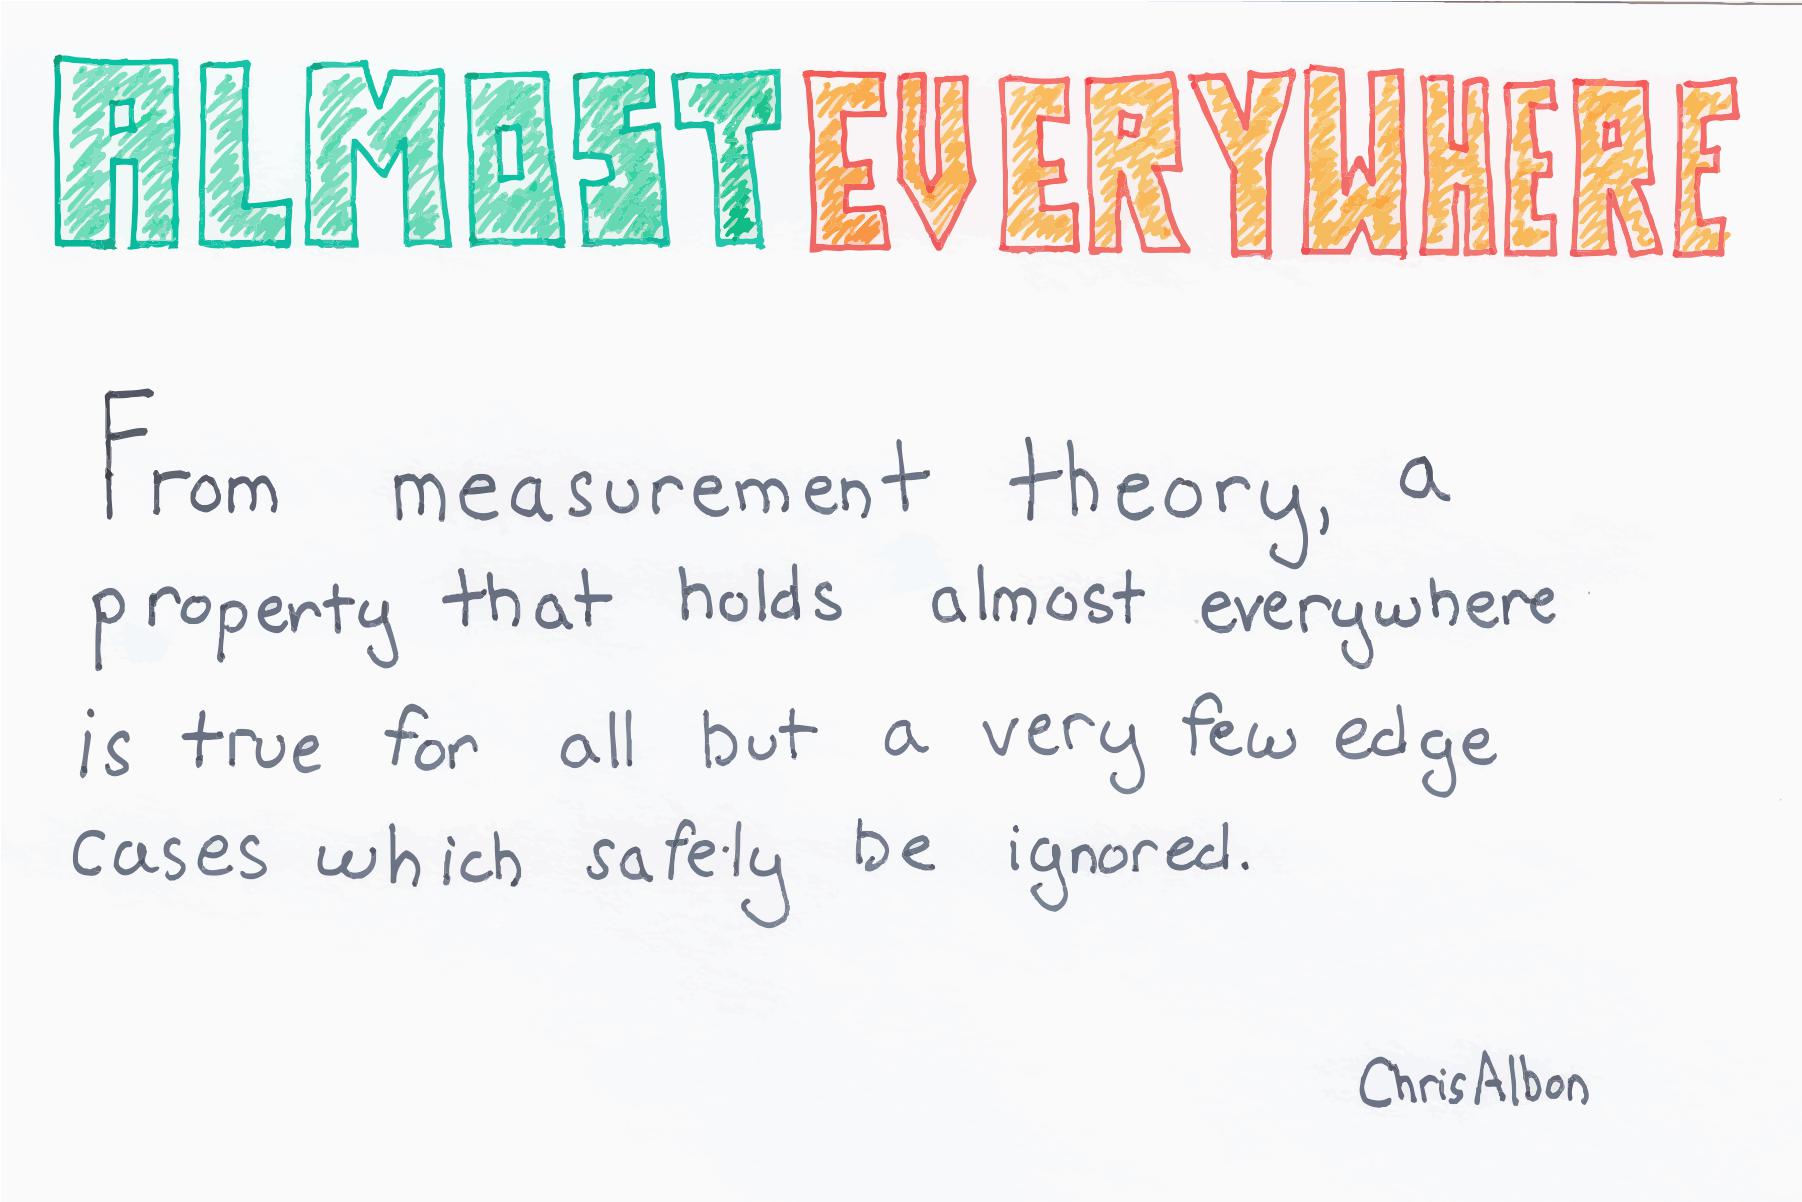 ALMOST EVERYWHERE
From measurement theory, a
property that holds almost everywhere
is true for all but a very few edge
cases which safely be ignored.
Chris Albon